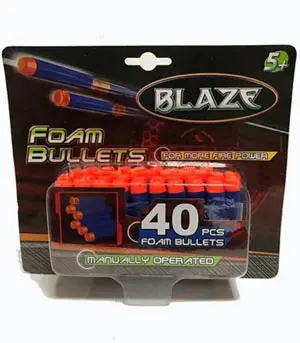 5+
BLAZE
FOAM
BULLETS
FOR MORE FIRE POWER
40 PCS
FOAM BULLETS
MANUALLY OPERATED